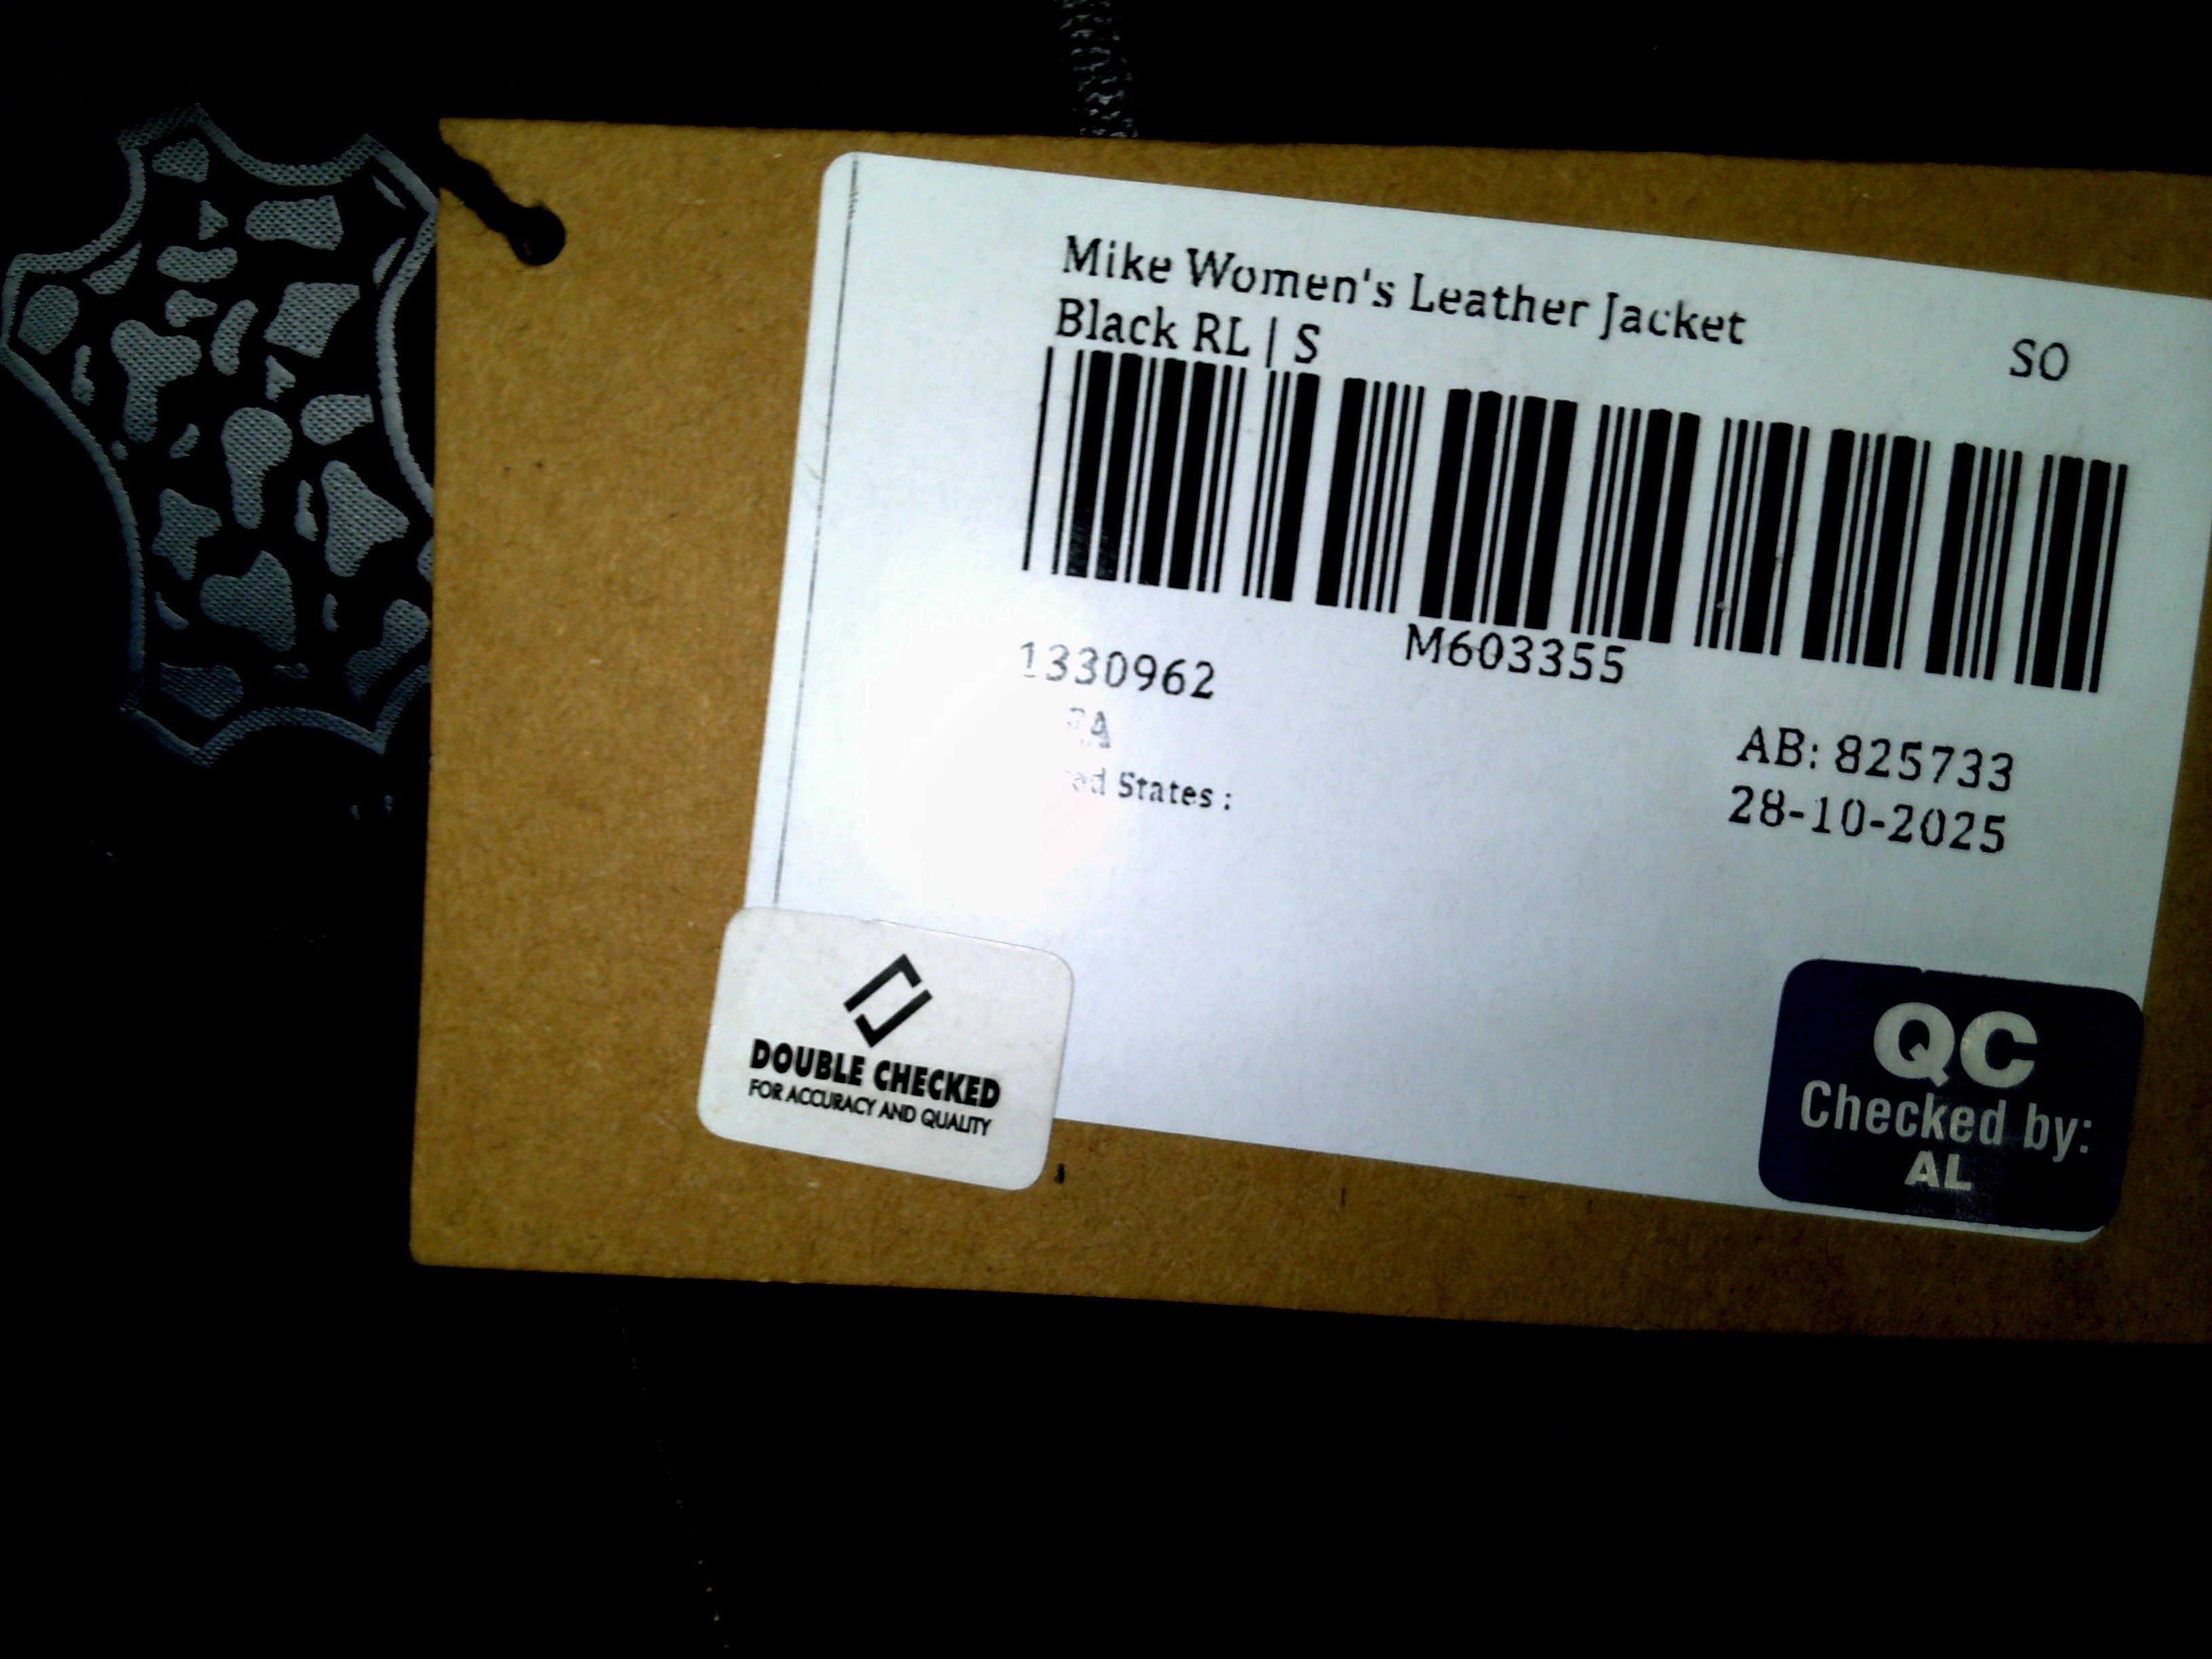 Mike Women's Leather Jacket
Black RL | S
SO
M603355
1330962
AB: 825733
28-10-2025
States :
DOUBLE CHECKED
FOR ACCURACY AND QUALITY
QC
Checked by:
AL